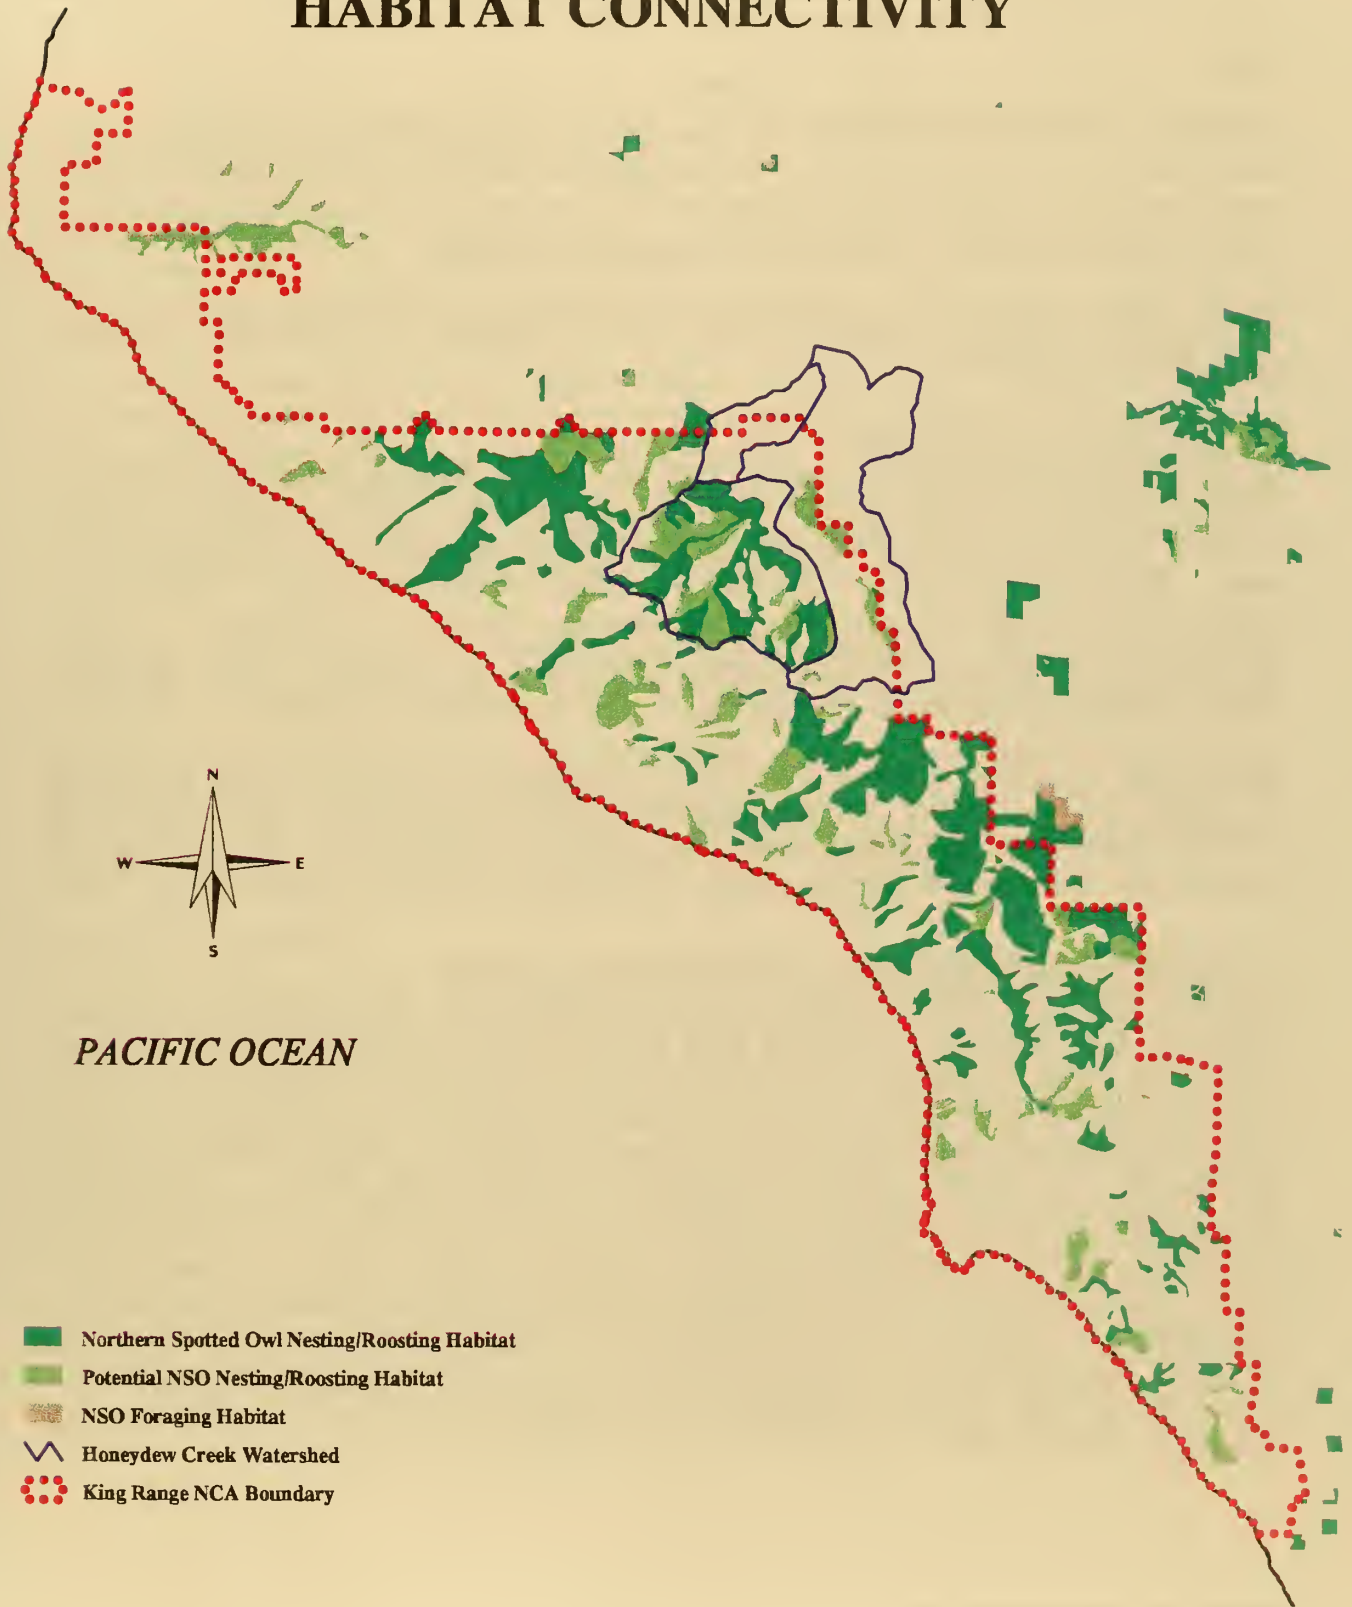 HABITAT CONNECTIVITY
N
W
E
S
PACIFIC OCEAN
Northern Spotted Owl Nesting/Roosting Habitat
Potential NSO Nesting/Roosting Habitat
NSO Foraging Habitat
Honeydew Creek Watershed
King Range NCA Boundary